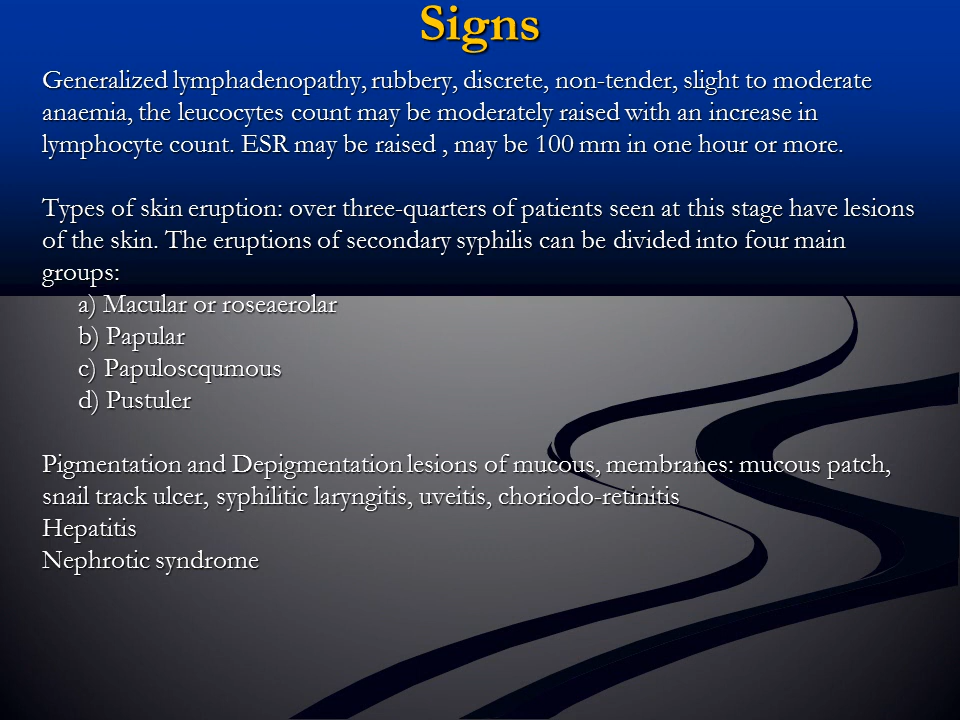 Signs
Generalized lymphadenopathy, rubbery, discrete, non-tender, slight to moderate
anaemia, the leucocytes count may be moderately raised with an increase in
lymphocyte count. ESR may be raised , may be 100 mm in one hour or more.
Types of skin eruption: over three-quarters of patients seen at this stage have lesions
of the skin. The eruptions of secondary syphilis can be divided into four main
groups:
a) Macular or roseaerolar
b) Papular
c) Papuloscqumous
d) Pustuler
Pigmentation and Depigmentation lesions of mucous, membranes: mucous patch,
snail track ulcer, syphilitic laryngitis, uveitis, choriodo-retinitis
Hepatitis
Nephrotic syndrome